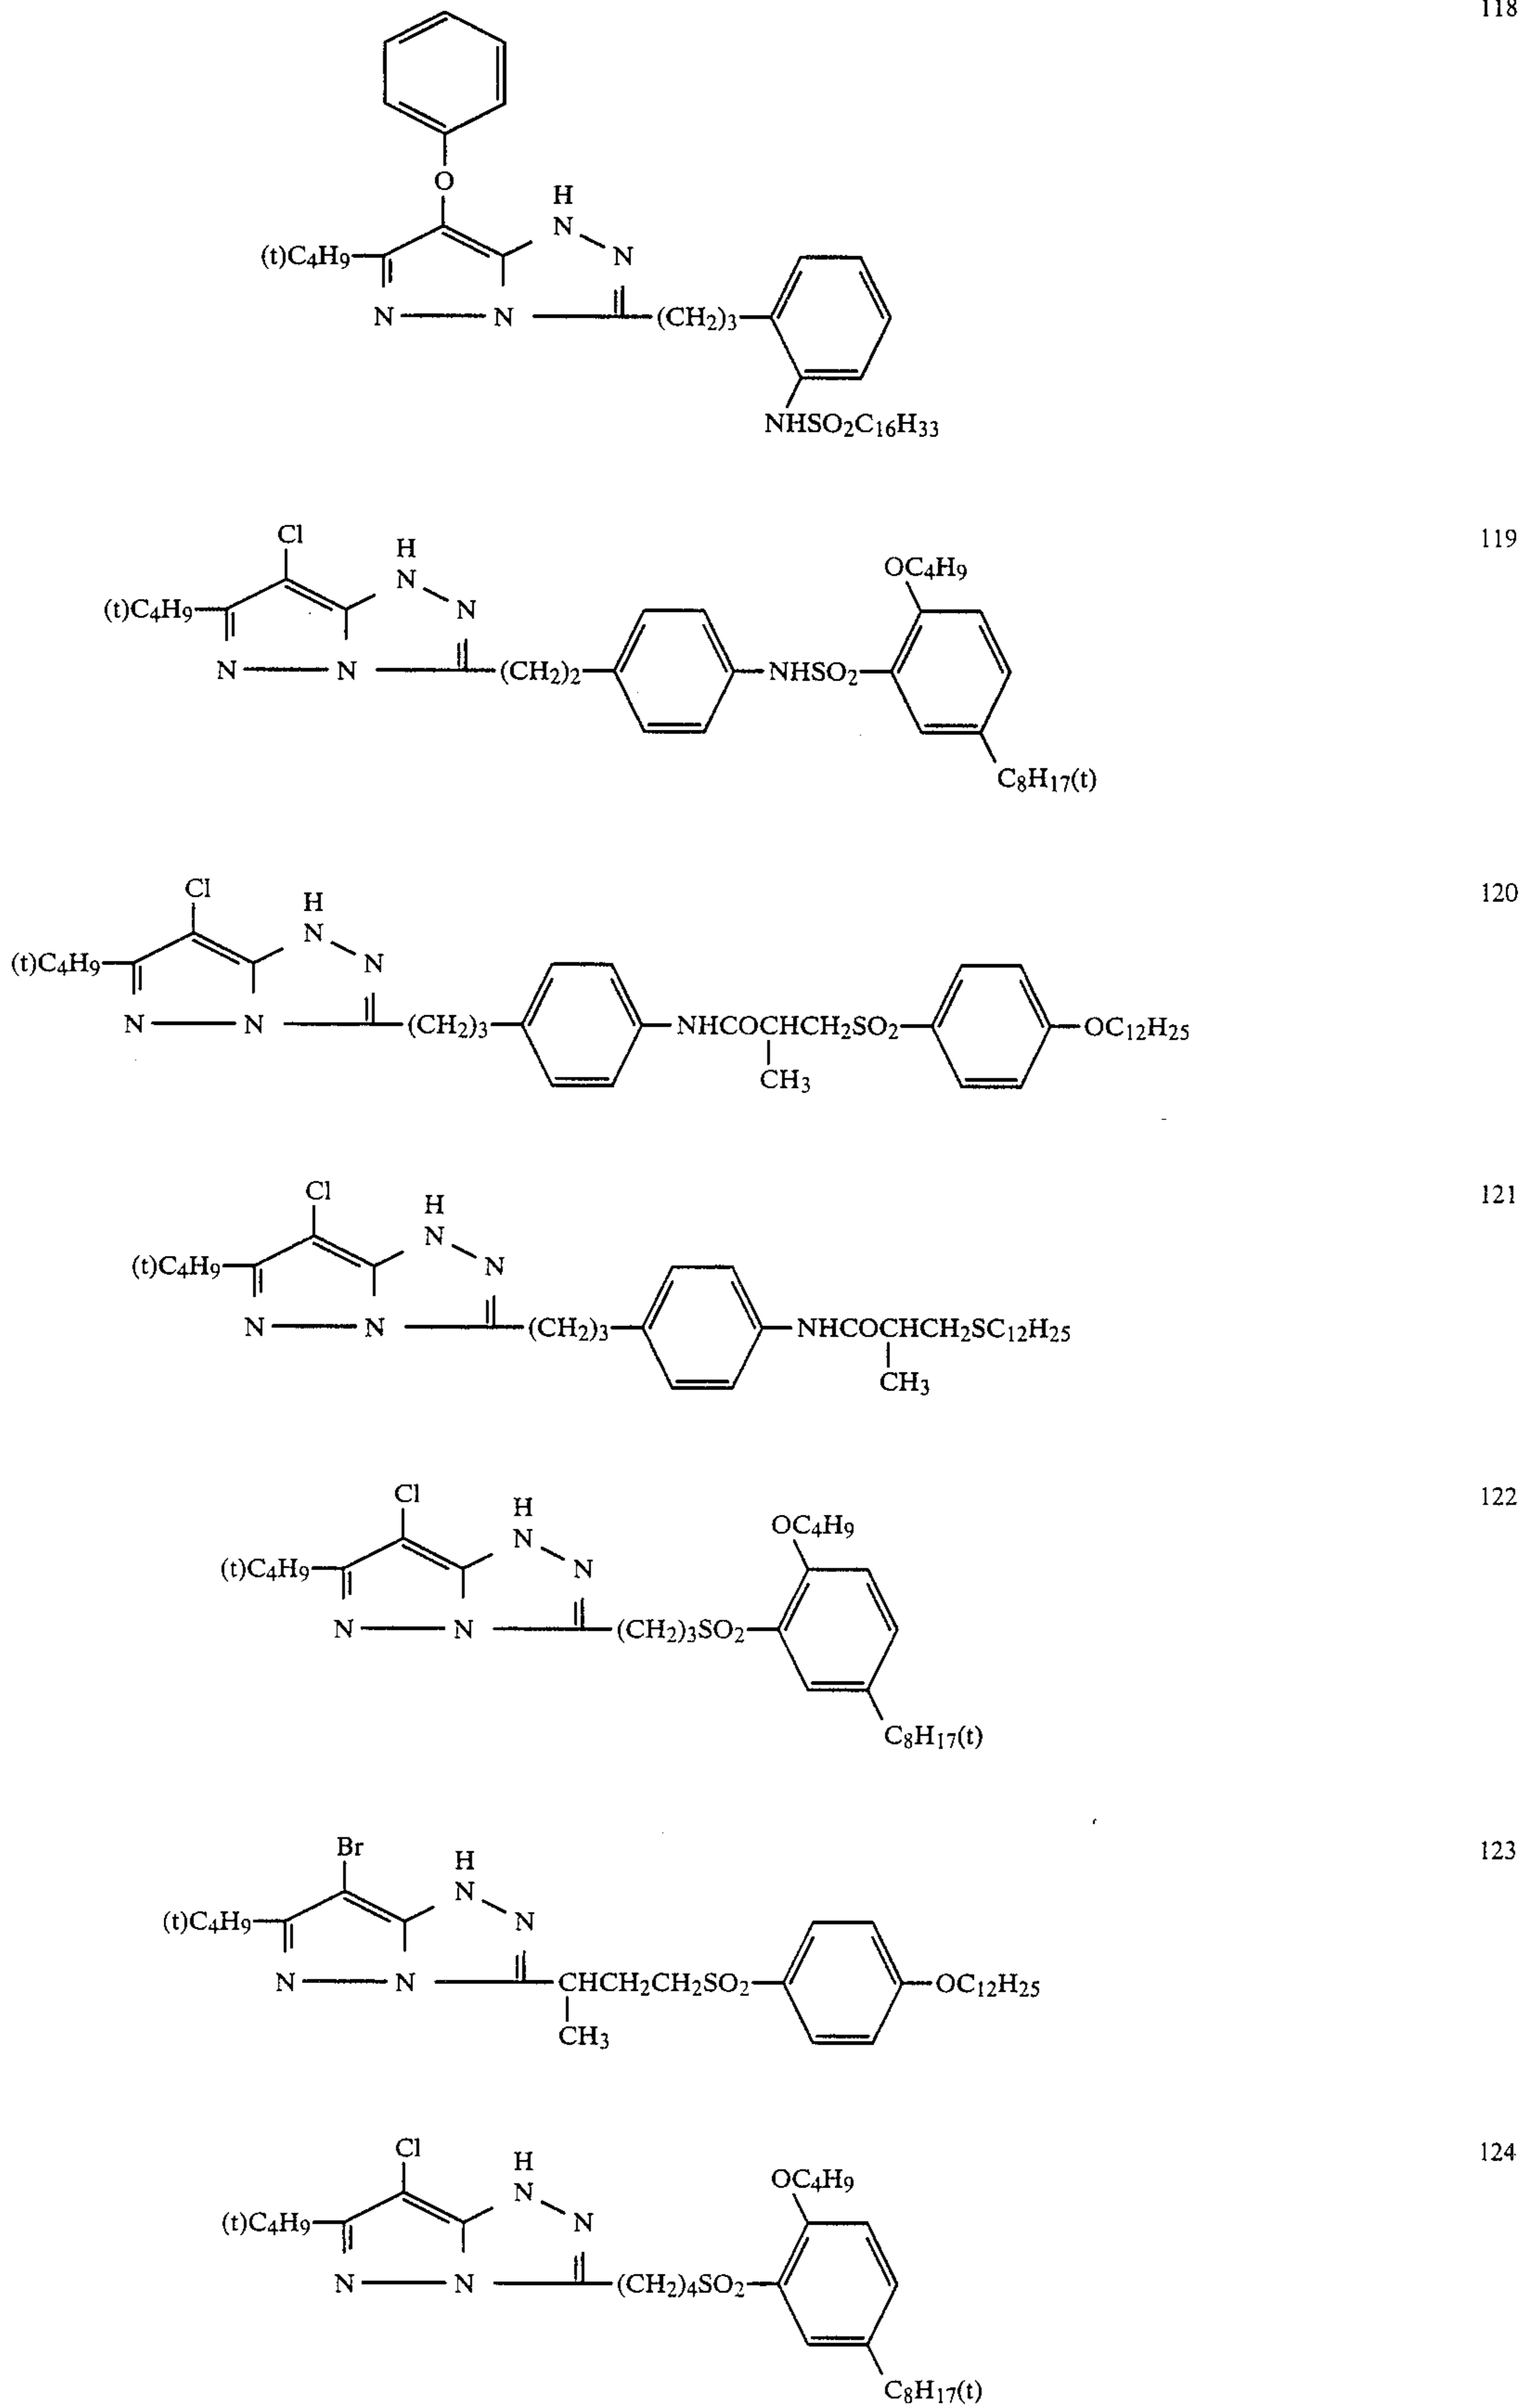 118
O
H
N
N
(t)C4H9
N N (CH2)3
NHSO2C16H33
119
Cl
H
N
OC4H9
(t)C4H9
N
N N (CH2)2 NHSO2
C8H17(t)
120
Cl
H
N
(t)C4H9
N
N N (CH2)3 NHCOCHCH2SO2 OC12H25
CH3
121
Cl
H
N
(t)C4H9
N
N N (CH2)3 NHCOCHCH2SC12H25
CH3
122
Cl
H
OC4H9
N
(t)C4H9
N
N N (CH2)3SO2
C8H17(t)
123
Br
H
N
(t)C4H9
N
N N CHCH2CH2SO2 OC12H25
CH3
124
Cl
H
OC4H9
N
(t)C4H9
N
N N (CH2)4SO2
C8H17(t)